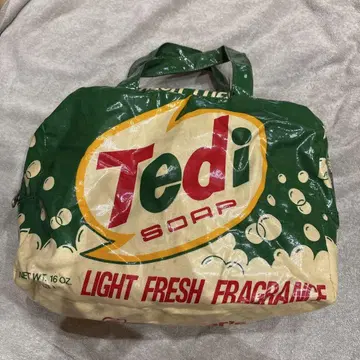 Tedi
SOAP
NET WT. 16 OZ.
LIGHT FRESH FRAGRANCE